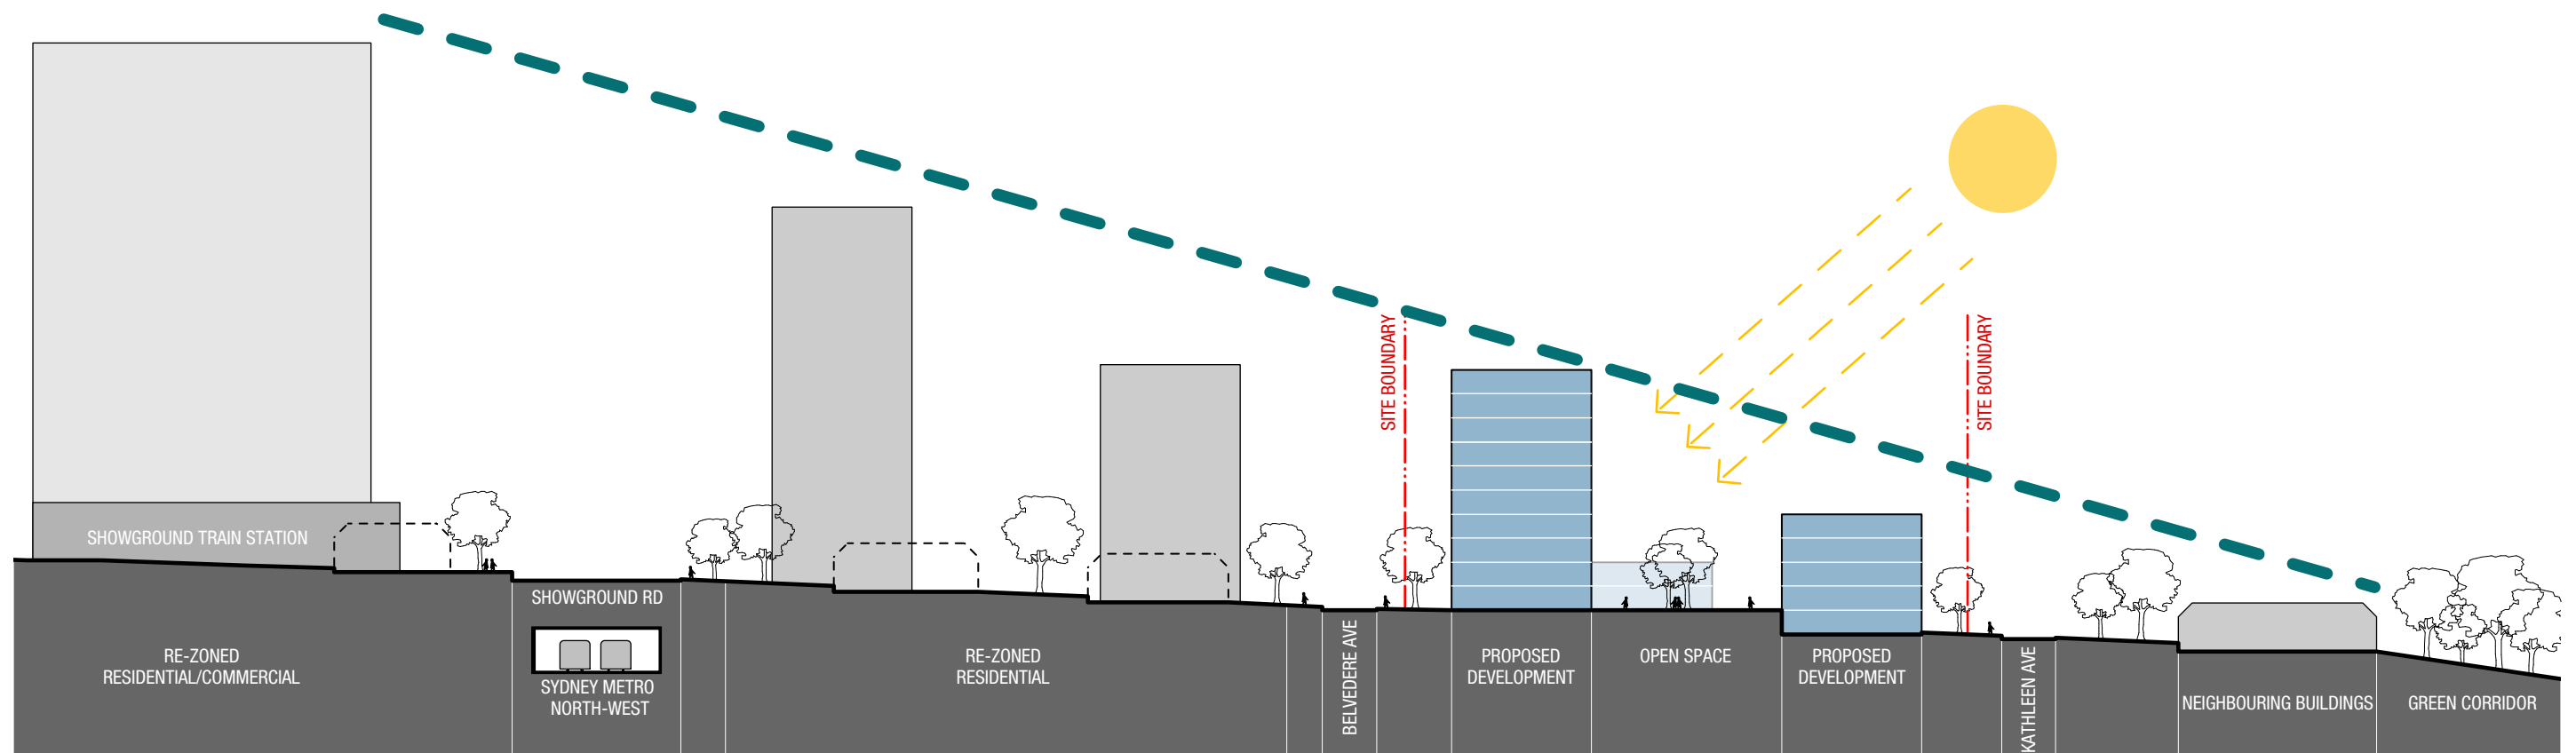 SHOWGROUND TRAIN STATION
RE-ZONED
RESIDENTIAL/COMMERCIAL
SHOWGROUND RD
SYDNEY METRO
NORTH-WEST
RE-ZONED
RESIDENTIAL
BELVEDERE AVE
SITE BOUNDARY
PROPOSED
DEVELOPMENT
OPEN SPACE
PROPOSED
DEVELOPMENT
SITE BOUNDARY
KATHLEEN AVE
NEIGHBOURING BUILDINGS
GREEN CORRIDOR